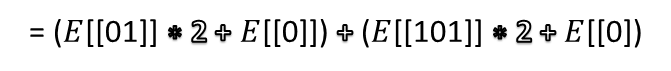 = (E[[01]] * 2 + E[[0]]) + (E[[101]] * 2 + E[[0])